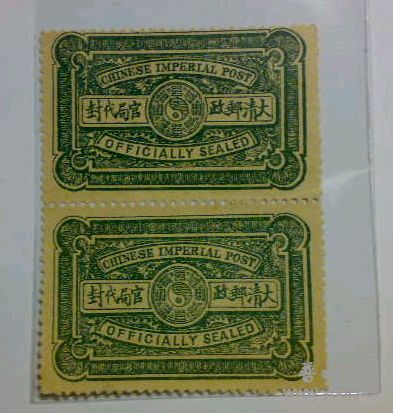 CHINESE IMPERIAL POST
大清郵政 官局代封
OFFICIALLY SEALED
CHINESE IMPERIAL POST
大清郵政 官局代封
OFFICIALLY SEALED